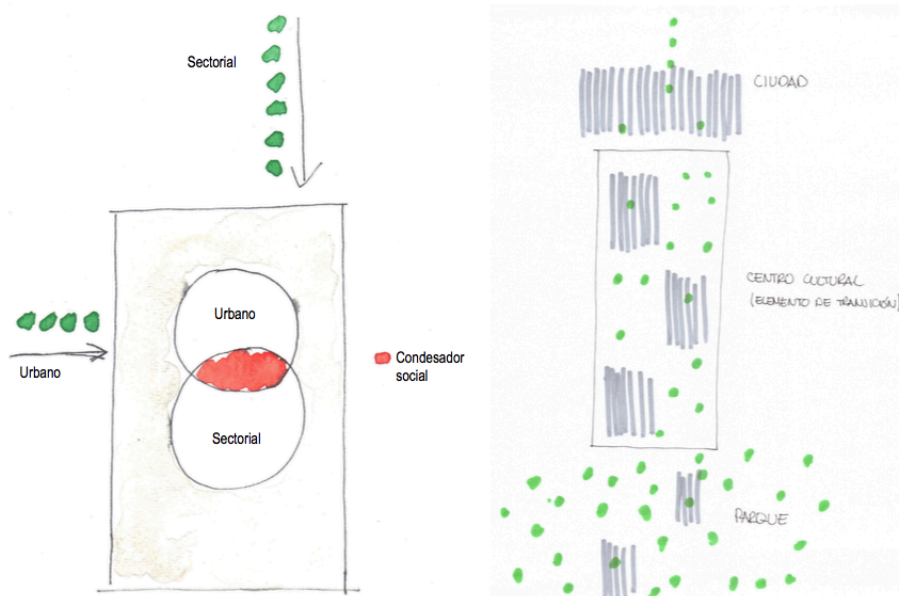 Sectorial
Urbano
Urbano
Sectorial
Condesador
social
CIUDAD
CENTRO CULTURAL
(ELEMENTO DE TRANSICIÓN)
PARQUE